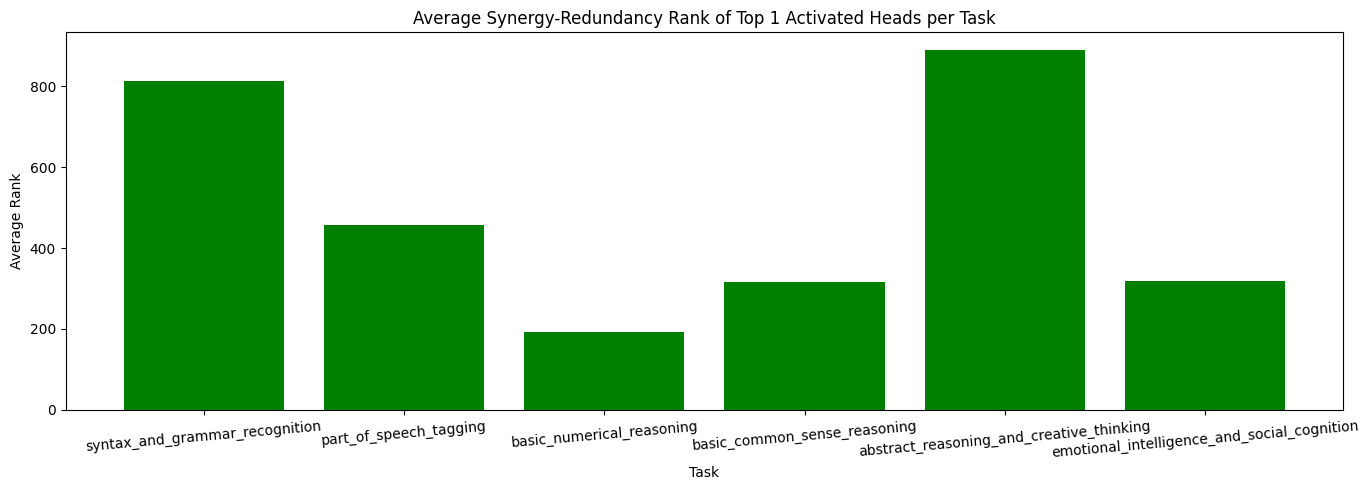 Average Synergy-Redundancy Rank of Top 1 Activated Heads per Task
Average Rank
800
600
400
200
0
syntax_and_grammar_recognition
part_of_speech_tagging
basic_numerical_reasoning
basic_common_sense_reasoning
abstract_reasoning_and_creative_thinking
emotional_intelligence_and_social_cognition
Task